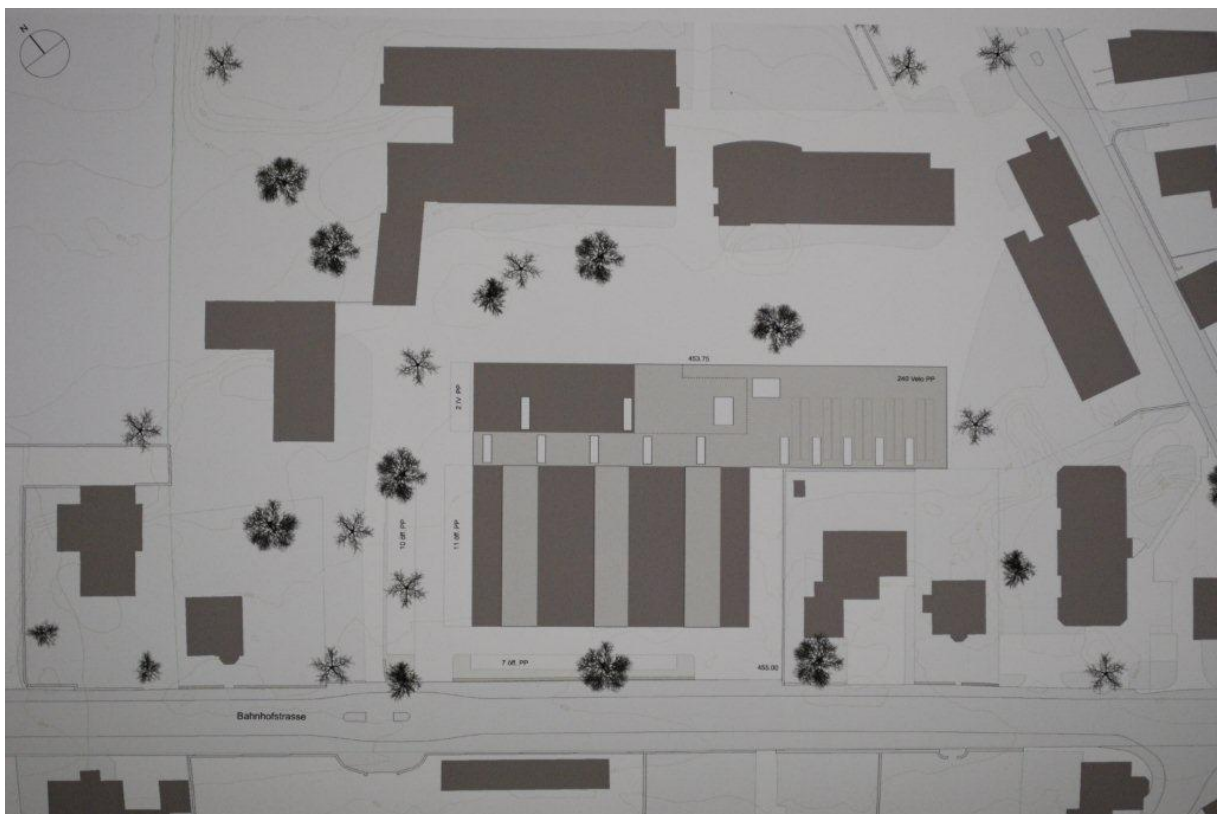 N
453.75
2 IV. PP
240 Velo PP
10 öff. PP
11 öff. PP
7 öff. PP
455.00
Bahnhofstrasse